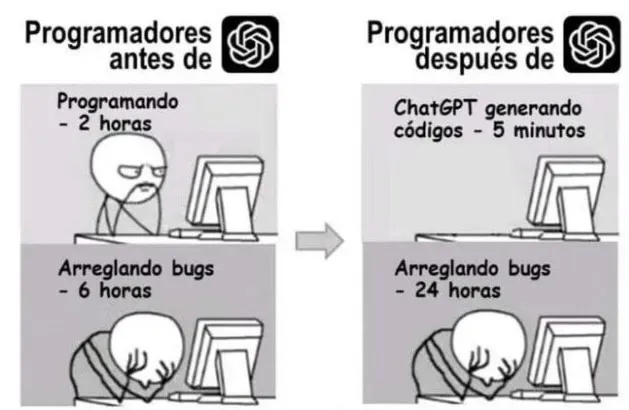 Programadores
antes de
Programando
- 2 horas
Arreglando bugs
- 6 horas
Programadores
después de
ChatGPT generando
códigos - 5 minutos
Arreglando bugs
- 24 horas